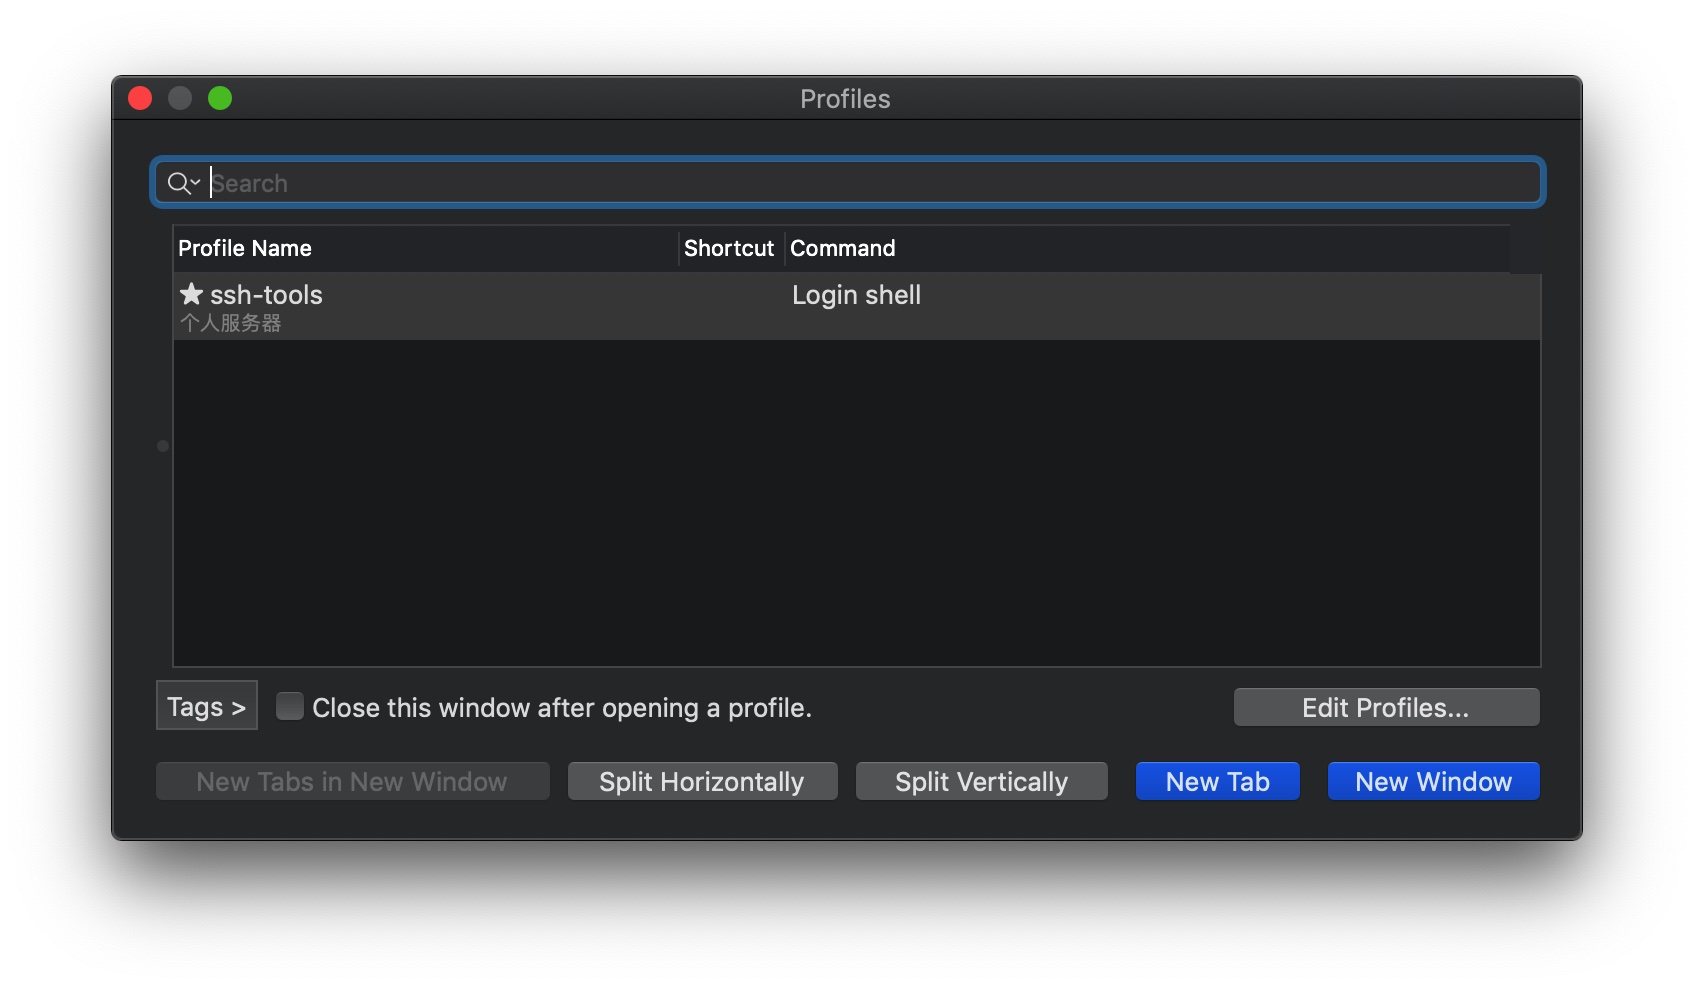 Profiles
Search
Profile Name Shortcut Command
★ ssh-tools Login shell
个人服务器
Tags > Close this window after opening a profile. Edit Profiles...
New Tabs in New Window Split Horizontally Split Vertically New Tab New Window